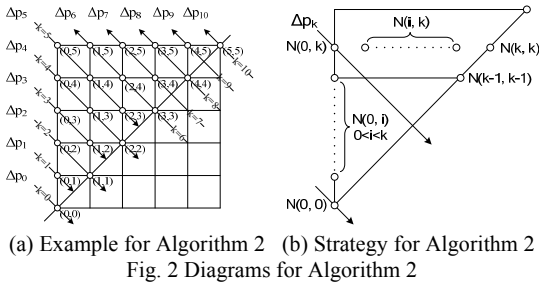 Δp₅ Δp₆ Δp₇ Δp₈ Δp₉ Δp₁₀
Δp₄
Δp₃
Δp₂
Δp₁
Δp₀
k=5
k=4
k=3
k=2
k=1
k=0
k=10
k=9
k=8
k=7
k=6
(0,5) (1,5) (2,5) (3,5) (4,5) (5,5)
(0,4) (1,4) (2,4) (3,4) (4,4)
(0,3) (1,3) (2,3) (3,3)
(0,2) (1,2) (2,2)
(0,1) (1,1)
(0,0)
Δpₖ
N(i, k)
N(0, k)
N(k, k)
N(k-1, k-1)
N(0, i)
0<i<k
N(0, 0)
(a) Example for Algorithm 2 (b) Strategy for Algorithm 2
Fig. 2 Diagrams for Algorithm 2